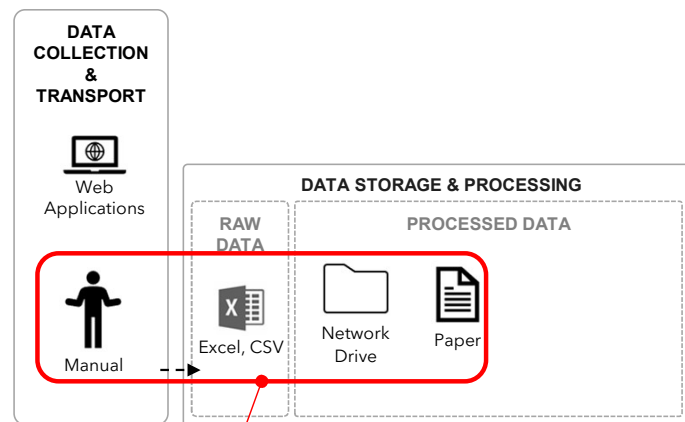 DATA
COLLECTION
&
TRANSPORT
Web
Applications
Manual
DATA STORAGE & PROCESSING
RAW
DATA
Excel, CSV
PROCESSED DATA
Network
Drive
Paper